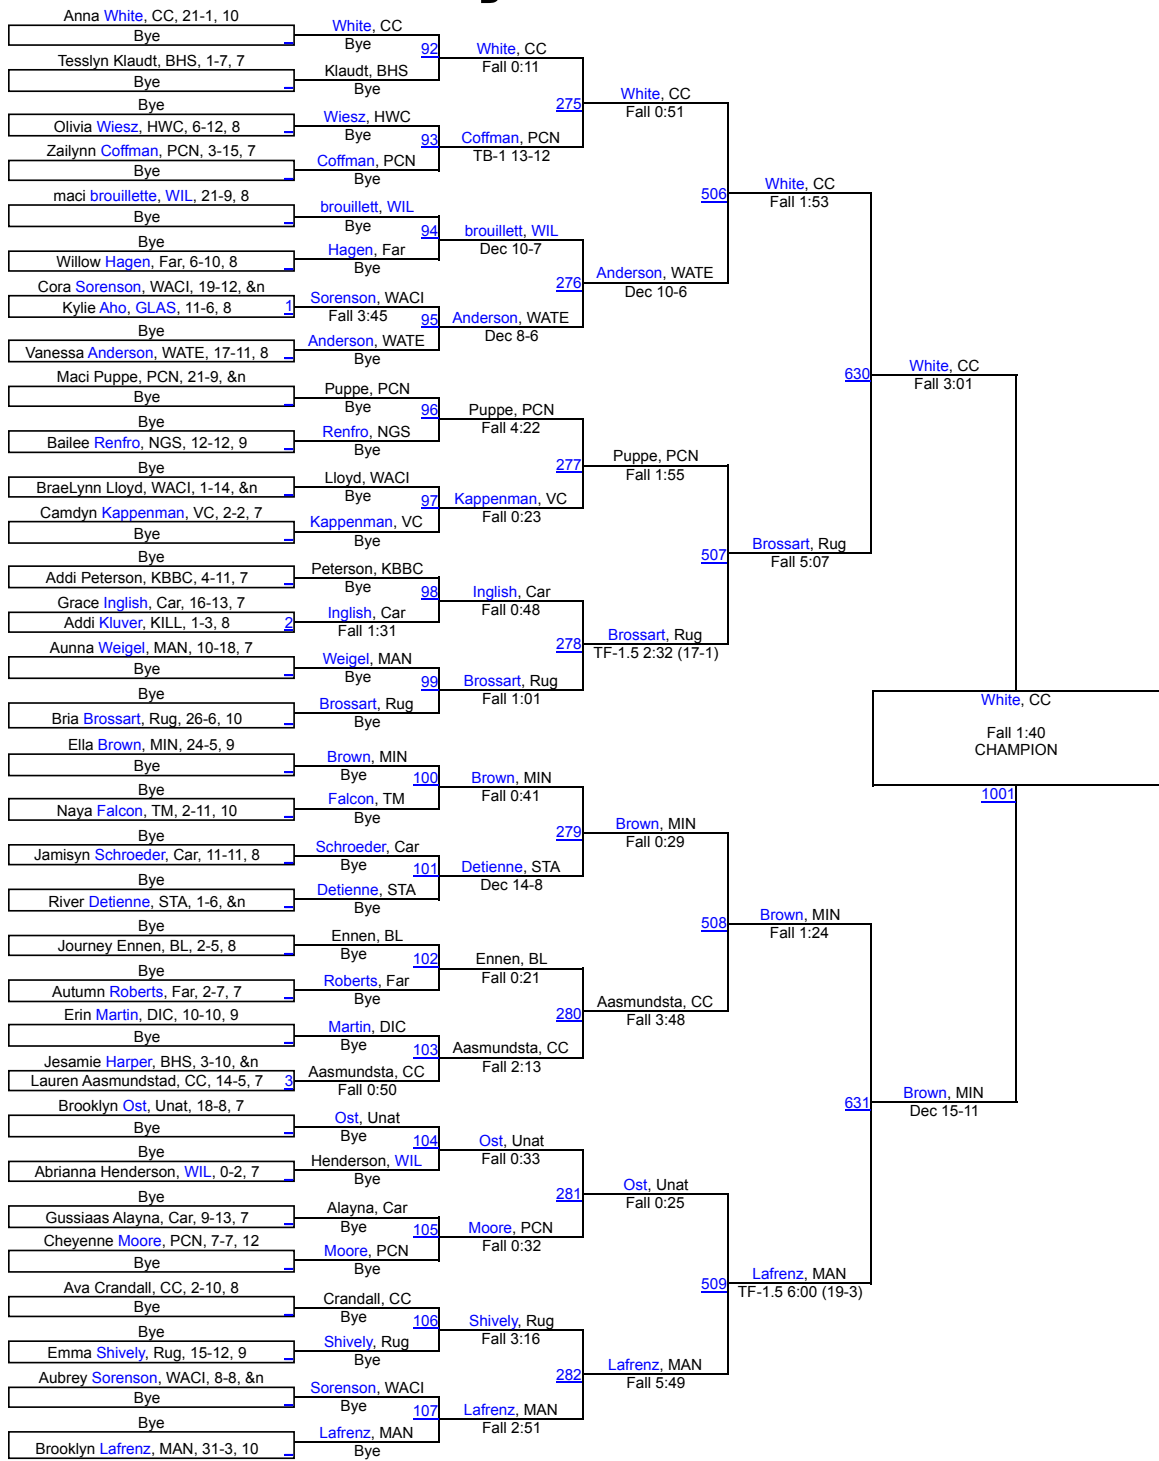 Anna White, CC, 21-1, 10
Bye
Tesslyn Klaudt, BHS, 1-7, 7
Bye
Bye
Olivia Wiesz, HWC, 6-12, 8
Zailynn Coffman, PCN, 3-15, 7
Bye
maci brouillette, WIL, 21-9, 8
Bye
Bye
Willow Hagen, Far, 6-10, 8
Cora Sorenson, WACI, 19-12, &n
Kylie Aho, GLAS, 11-6, 8 1
Bye
Vanessa Anderson, WATE, 17-11, 8
Maci Puppe, PCN, 21-9, &n
Bye
Bye
Bailee Renfro, NGS, 12-12, 9
Bye
BraeLynn Lloyd, WACI, 1-14, &n
Camdyn Kappenman, VC, 2-2, 7
Bye
Bye
Addi Peterson, KBBC, 4-11, 7
Grace Inglish, Car, 16-13, 7
Addi Kluver, KILL, 1-3, 8 2
Aunna Weigel, MAN, 10-18, 7
Bye
Bye
Bria Brossart, Rug, 26-6, 10
Ella Brown, MIN, 24-5, 9
Bye
Bye
Naya Falcon, TM, 2-11, 10
Bye
Jamisyn Schroeder, Car, 11-11, 8
Bye
River Detienne, STA, 1-6, &n
Bye
Journey Ennen, BL, 2-5, 8
Bye
Autumn Roberts, Far, 2-7, 7
Erin Martin, DIC, 10-10, 9
Bye
Jesamie Harper, BHS, 3-10, &n
Lauren Aasmundstad, CC, 14-5, 7 3
Brooklyn Ost, Unat, 18-8, 7
Bye
Bye
Abrianna Henderson, WIL, 0-2, 7
Bye
Gussiaas Alayna, Car, 9-13, 7
Cheyenne Moore, PCN, 7-7, 12
Bye
Ava Crandall, CC, 2-10, 8
Bye
Bye
Emma Shively, Rug, 15-12, 9
Aubrey Sorenson, WACI, 8-8, &n
Bye
Bye
Brooklyn Lafrenz, MAN, 31-3, 10
White, CC
Bye
92
Klaudt, BHS
Bye
Wiesz, HWC
Bye
93
Coffman, PCN
Bye
brouillett, WIL
Bye
94
Hagen, Far
Bye
Sorenson, WACI
Fall 3:45
95
Anderson, WATE
Bye
Puppe, PCN
Bye
96
Renfro, NGS
Bye
Lloyd, WACI
Bye
97
Kappenman, VC
Bye
Peterson, KBBC
Bye
98
Inglish, Car
Fall 1:31
Weigel, MAN
Bye
99
Brossart, Rug
Bye
Brown, MIN
Bye
100
Falcon, TM
Bye
Schroeder, Car
Bye
101
Detienne, STA
Bye
Ennen, BL
Bye
102
Roberts, Far
Bye
Martin, DIC
Bye
103
Aasmundsta, CC
Fall 0:50
Ost, Unat
Bye
104
Henderson, WIL
Bye
Alayna, Car
Bye
105
Moore, PCN
Bye
Crandall, CC
Bye
106
Shively, Rug
Bye
Sorenson, WACI
Bye
107
Lafrenz, MAN
Bye
White, CC
Fall 0:11
275
Coffman, PCN
TB-1 13-12
brouillett, WIL
Dec 10-7
276
Anderson, WATE
Dec 8-6
Puppe, PCN
Fall 4:22
277
Kappenman, VC
Fall 0:23
Inglish, Car
Fall 0:48
278
Brossart, Rug
Fall 1:01
Brown, MIN
Fall 0:41
279
Detienne, STA
Dec 14-8
Ennen, BL
Fall 0:21
280
Aasmundsta, CC
Fall 2:13
Ost, Unat
Fall 0:33
281
Moore, PCN
Fall 0:32
Shively, Rug
Fall 3:16
282
Lafrenz, MAN
Fall 2:51
White, CC
Fall 0:51
506
Anderson, WATE
Dec 10-6
Puppe, PCN
Fall 1:55
507
Brossart, Rug
TF-1.5 2:32 (17-1)
Brown, MIN
Fall 0:29
508
Aasmundsta, CC
Fall 3:48
Ost, Unat
Fall 0:25
509
Lafrenz, MAN
Fall 5:49
White, CC
Fall 1:53
630
Brossart, Rug
Fall 5:07
Brown, MIN
Fall 1:24
631
Lafrenz, MAN
TF-1.5 6:00 (19-3)
White, CC
Fall 3:01
Brown, MIN
Dec 15-11
White, CC
Fall 1:40
CHAMPION
1001